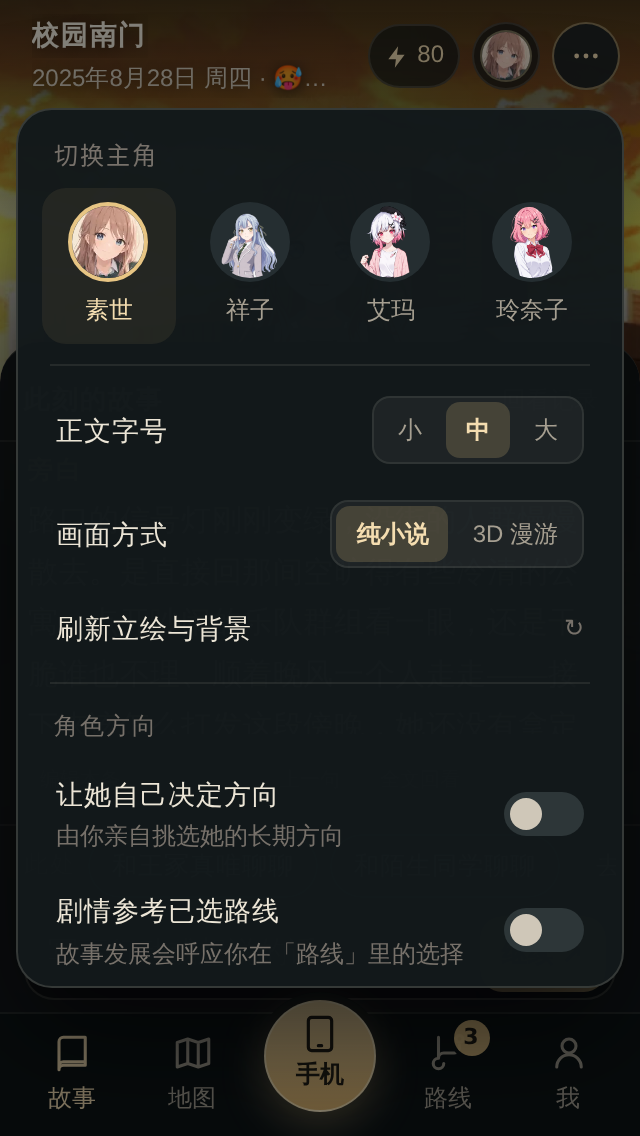 校园南门
2025年8月28日 周四 · 🥵…
80
切换主角
素世
祥子
艾玛
玲奈子
正文字号
小
中
大
画面方式
纯小说
3D 漫游
刷新立绘与背景
↻
角色方向
让她自己决定方向
由你亲自挑选她的长期方向
剧情参考已选路线
故事发展会呼应你在「路线」里的选择
3
故事
地图
手机
路线
我